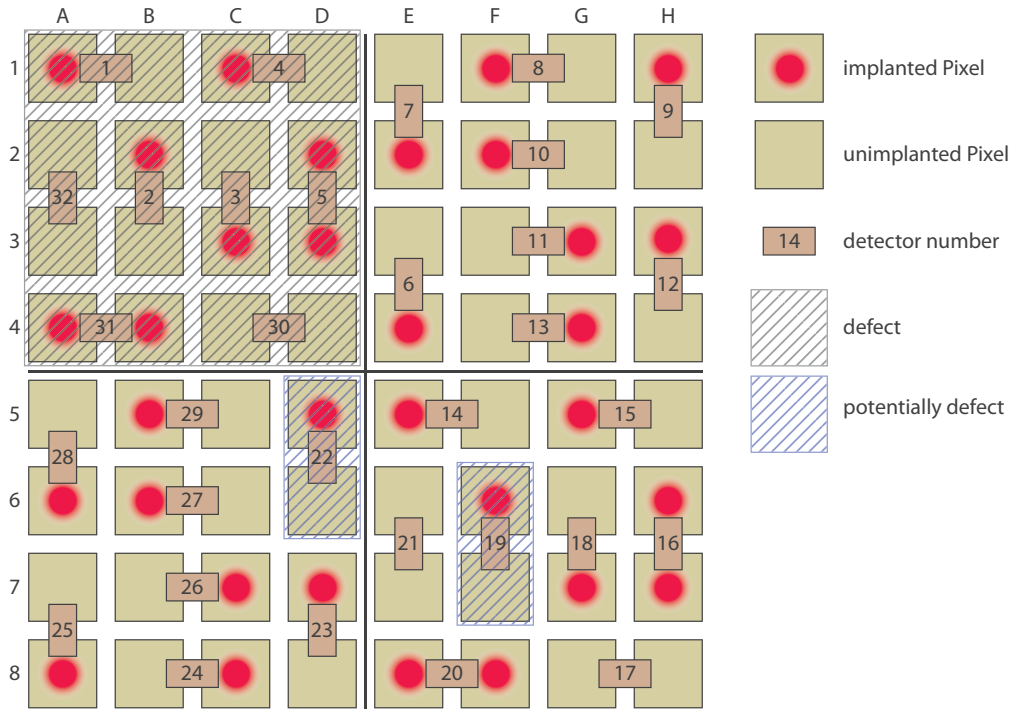 A B C D E F G H
1 1 4 8 implanted Pixel
7 9
2 10 unimplanted Pixel
32 2 3 5
3 11 14 detector number
6 12
4 31 30 13 defect
5 29 14 15 potentially defect
28 22
6 27
21 19 18 16
7 26
25 23
8 24 20 17